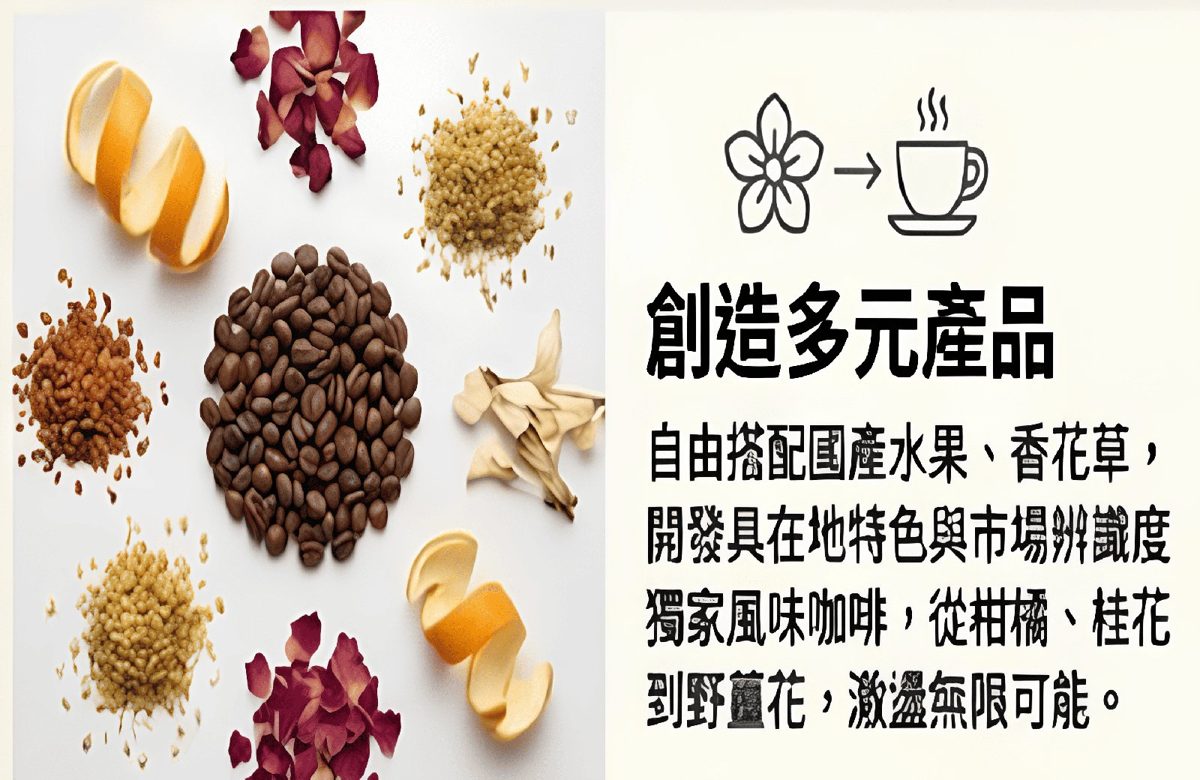 創造多元產品
自由搭配國產水果、香花草，
開發具在地特色與市場辨識度
獨家風味咖啡，從柑橘、桂花
到野花，激盪無限可能。